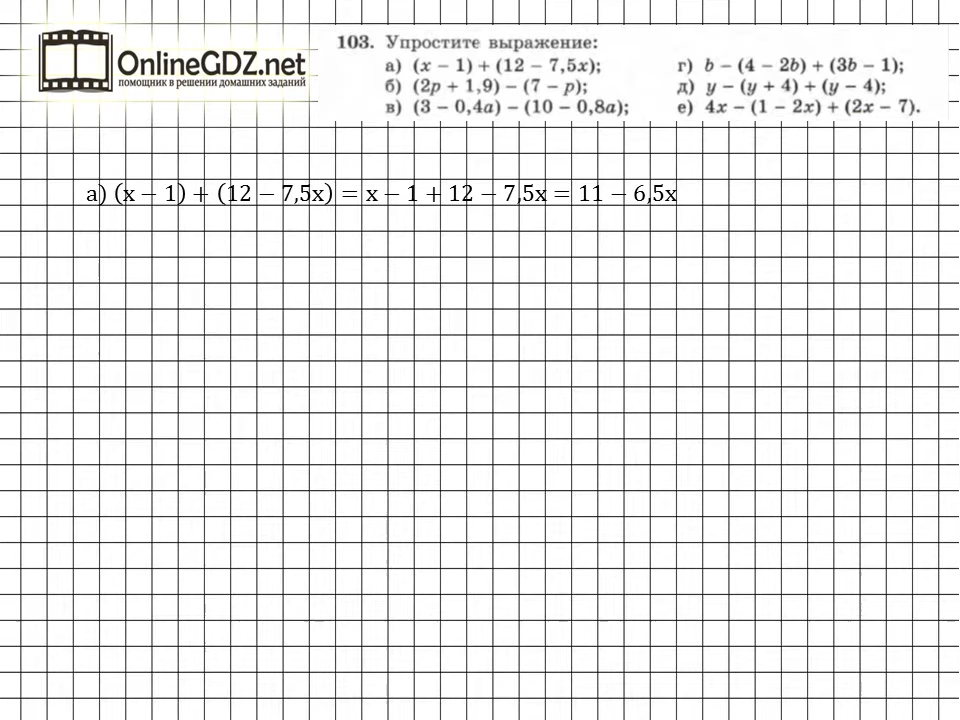 OnlineGDZ.net
помощник в решении домашних заданий
103. Упростите выражение:
а) (x − 1) + (12 − 7,5x);
б) (2p + 1,9) − (7 − p);
в) (3 − 0,4a) − (10 − 0,8a);
г) b − (4 − 2b) + (3b − 1);
д) y − (y + 4) + (y − 4);
е) 4x − (1 − 2x) + (2x − 7).
а) (x − 1) + (12 − 7,5x) = x − 1 + 12 − 7,5x = 11 − 6,5x